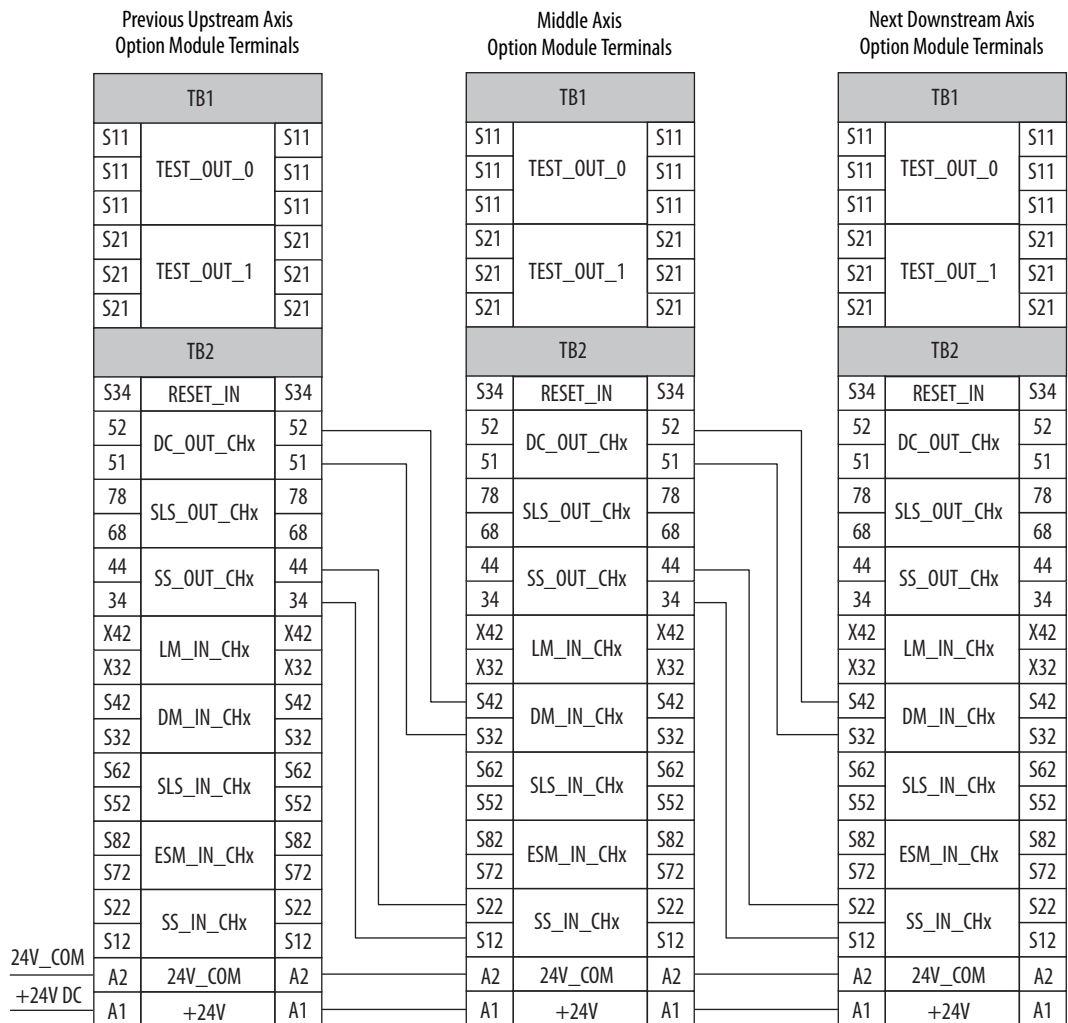 Previous Upstream Axis
Option Module Terminals
Middle Axis
Option Module Terminals
Next Downstream Axis
Option Module Terminals
TB1 TB1 TB1
S11 S11 S11 S11 S11 S11
S11 TEST_OUT_0 S11 S11 TEST_OUT_0 S11 S11 TEST_OUT_0 S11
S11 S11 S11 S11 S11 S11
S21 S21 S21 S21 S21 S21
S21 TEST_OUT_1 S21 S21 TEST_OUT_1 S21 S21 TEST_OUT_1 S21
S21 S21 S21 S21 S21 S21
TB2 TB2 TB2
S34 RESET_IN S34 S34 RESET_IN S34 S34 RESET_IN S34
52 DC_OUT_CHx 52 52 DC_OUT_CHx 52 52 DC_OUT_CHx 52
51 51 51 51 51 51
78 SLS_OUT_CHx 78 78 SLS_OUT_CHx 78 78 SLS_OUT_CHx 78
68 68 68 68 68 68
44 SS_OUT_CHx 44 44 SS_OUT_CHx 44 44 SS_OUT_CHx 44
34 34 34 34 34 34
X42 LM_IN_CHx X42 X42 LM_IN_CHx X42 X42 LM_IN_CHx X42
X32 X32 X32 X32 X32 X32
S42 DM_IN_CHx S42 S42 DM_IN_CHx S42 S42 DM_IN_CHx S42
S32 S32 S32 S32 S32 S32
S62 SLS_IN_CHx S62 S62 SLS_IN_CHx S62 S62 SLS_IN_CHx S62
S52 S52 S52 S52 S52 S52
S82 ESM_IN_CHx S82 S82 ESM_IN_CHx S82 S82 ESM_IN_CHx S82
S72 S72 S72 S72 S72 S72
S22 SS_IN_CHx S22 S22 SS_IN_CHx S22 S22 SS_IN_CHx S22
S12 S12 S12 S12 S12 S12
24V_COM A2 24V_COM A2 A2 24V_COM A2 A2 24V_COM A2
+24V DC A1 +24V A1 A1 +24V A1 A1 +24V A1